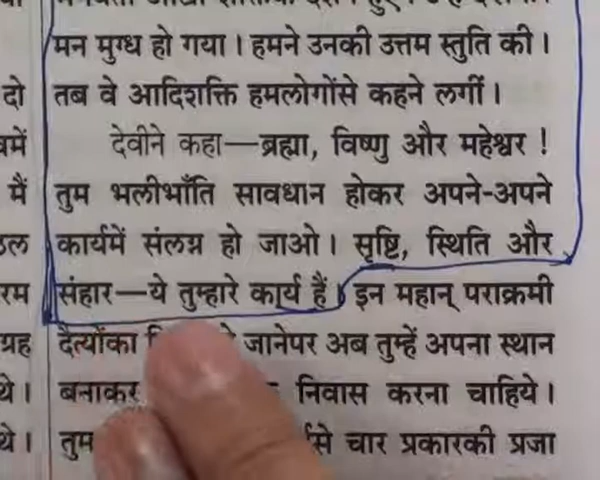 मन मुग्ध हो गया । हमने उनकी उत्तम स्तुति की ।
दो तब वे आदिशक्ति हमलोगोंसे कहने लगीं ।
देवीने कहा—ब्रह्मा, विष्णु और महेश्वर !
मैं तुम भलीभाँति सावधान होकर अपने-अपने
कार्यमें संलग्न हो जाओ । सृष्टि, स्थिति और
संहार—ये तुम्हारे कार्य हैं। इन महान् पराक्रमी
दैत्योंका जानेपर अब तुम्हें अपना स्थान
थे । बनाकर निवास करना चाहिये ।
थे । तुम चार प्रकारकी प्रजा